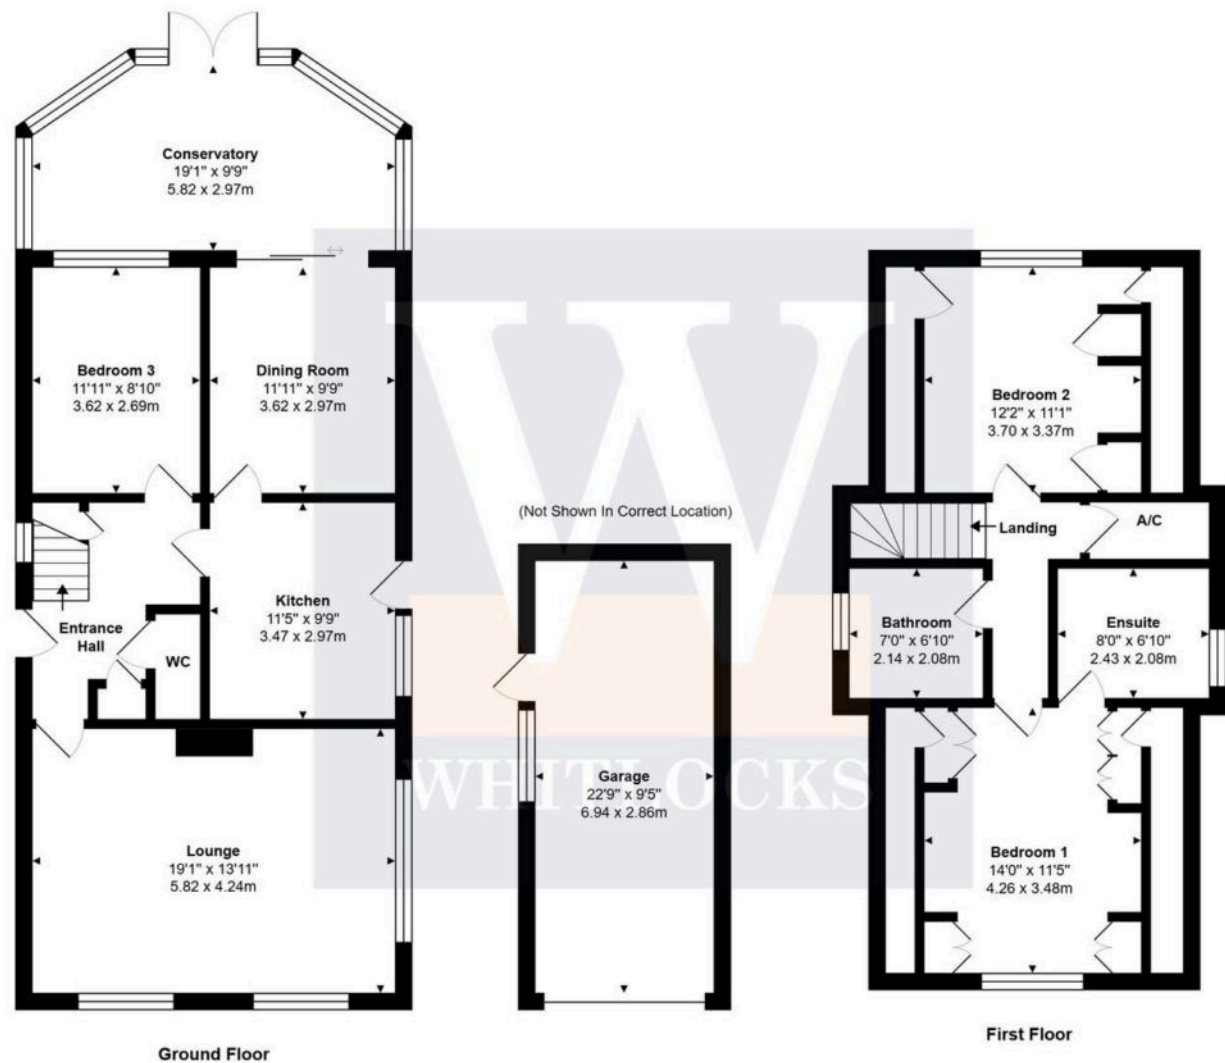 Conservatory
19'1" x 9'9"
5.82 x 2.97m
Bedroom 3
11'11" x 8'10"
3.62 x 2.69m
Dining Room
11'11" x 9'9"
3.62 x 2.97m
Kitchen
11'5" x 9'9"
3.47 x 2.97m
Entrance
Hall
WC
Lounge
19'1" x 13'11"
5.82 x 4.24m
Ground Floor
(Not Shown In Correct Location)
Garage
22'9" x 9'5"
6.94 x 2.86m
W
WHITLOCKS
Bedroom 2
12'2" x 11'1"
3.70 x 3.37m
Landing
A/C
Bathroom
7'0" x 6'10"
2.14 x 2.08m
Ensuite
8'0" x 6'10"
2.43 x 2.08m
Bedroom 1
14'0" x 11'5"
4.26 x 3.48m
First Floor